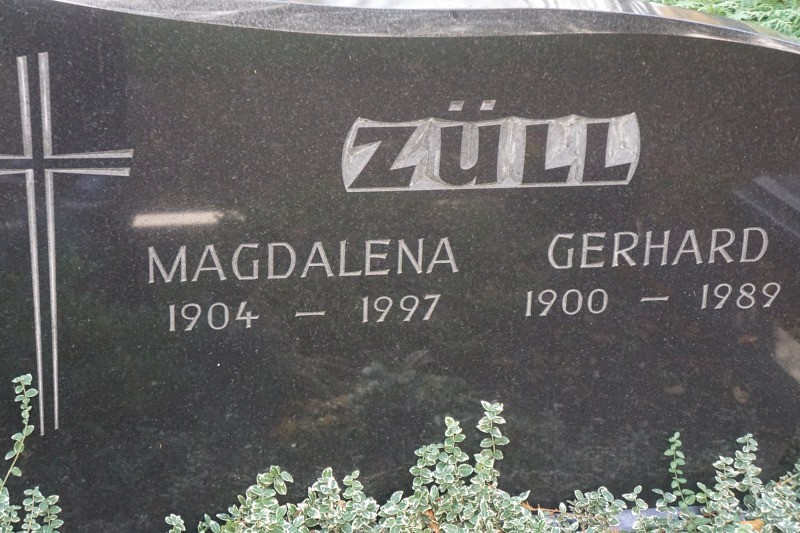 ZÜLL
MAGDALENA GERHARD
1904 – 1997 1900 – 1989